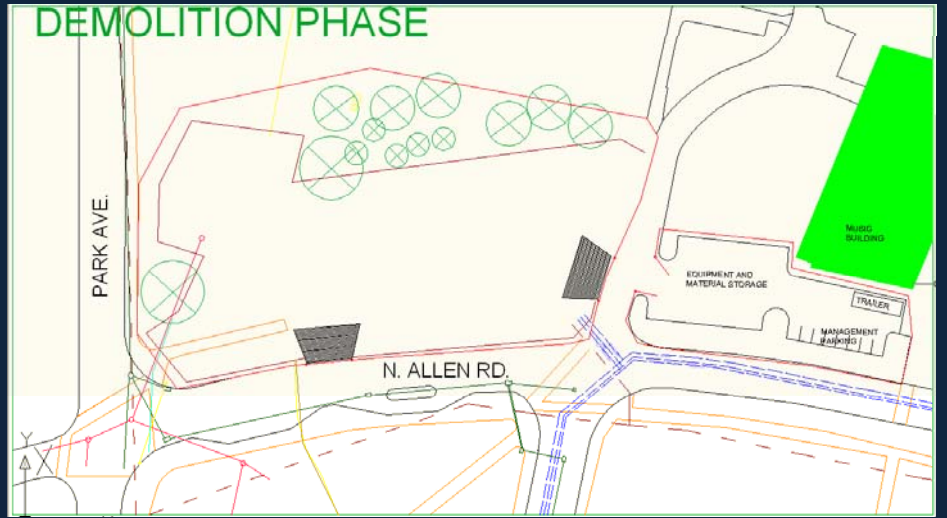 DEMOLITION PHASE
PARK AVE.
MUSIC
BUILDING
EQUIPMENT AND
MATERIAL STORAGE
TRAILER
MANAGEMENT
PARKING
N. ALLEN RD.
Y
X